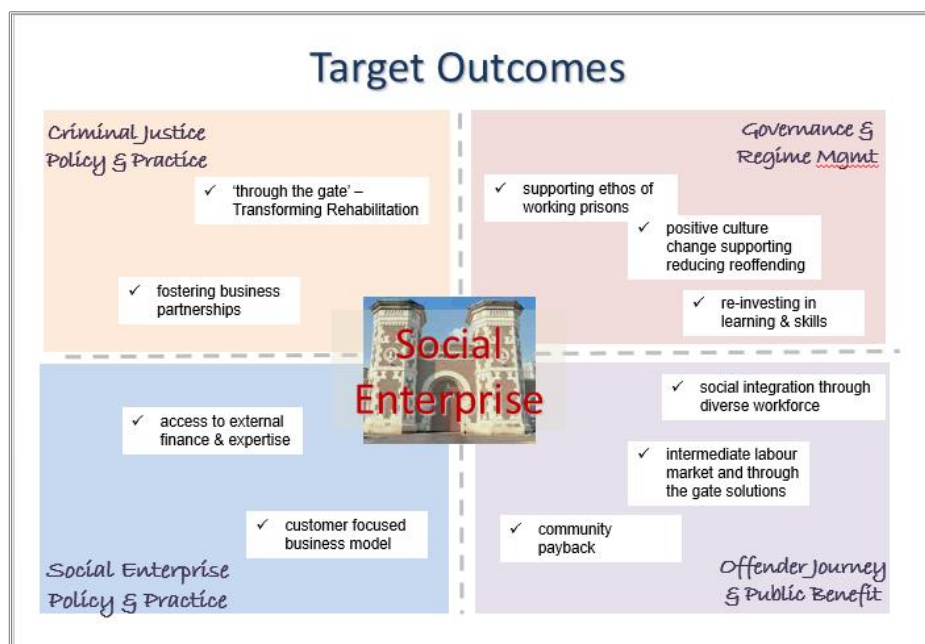 Target Outcomes
Criminal Justice
Policy & Practice
✓ ‘through the gate’ –
Transforming Rehabilitation
✓ fostering business
partnerships
Governance &
Regime Mgmt
✓ supporting ethos of
working prisons
✓ positive culture
change supporting
reducing reoffending
✓ re-investing in
learning & skills
Social
Enterprise
✓ access to external
finance & expertise
✓ customer focused
business model
Social Enterprise
Policy & Practice
✓ social integration through
diverse workforce
✓ intermediate labour
market and through
the gate solutions
✓ community
payback
Offender Journey
& Public Benefit